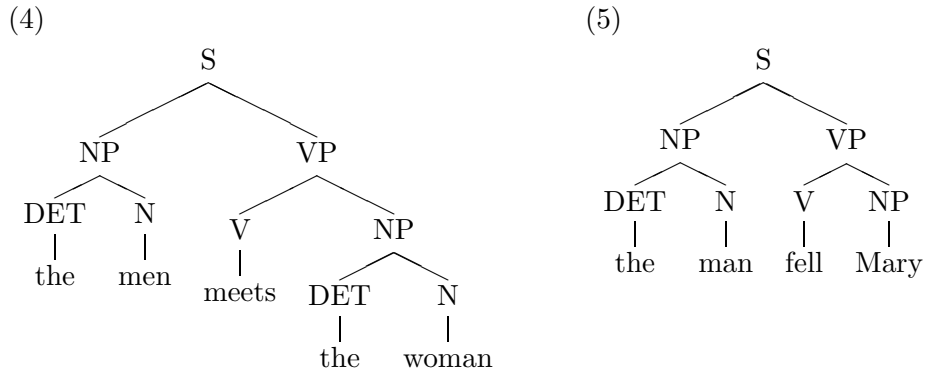 (4) (5)
S S
NP VP NP VP
DET N V NP DET N V NP
the men meets DET N the man fell Mary
the woman